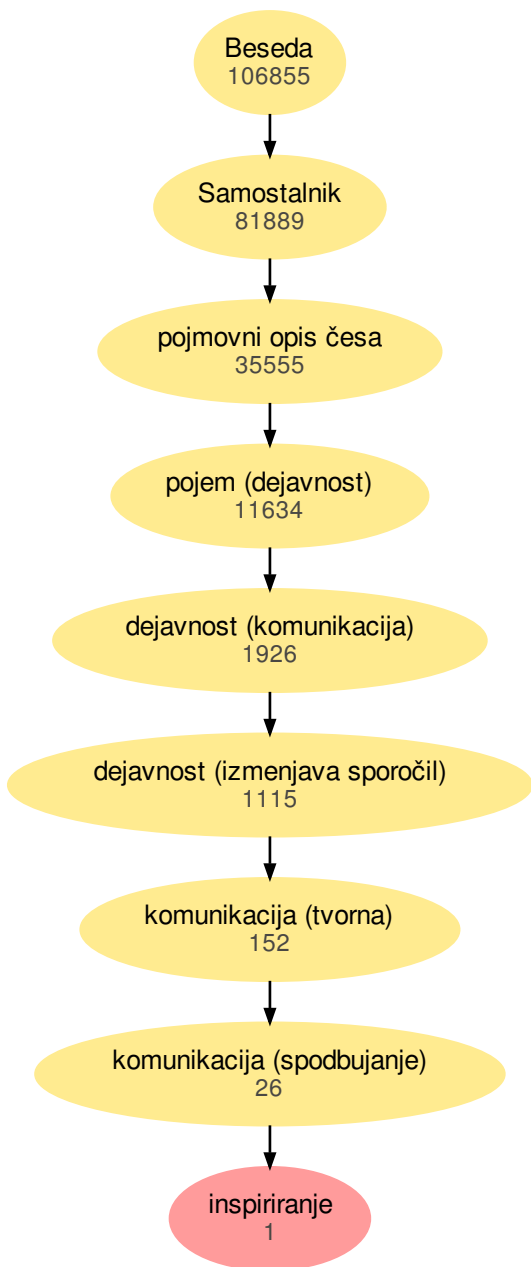 Beseda
106855
Samostalnik
81889
pojmovni opis česa
35555
pojem (dejavnost)
11634
dejavnost (komunikacija)
1926
dejavnost (izmenjava sporočil)
1115
komunikacija (tvorna)
152
komunikacija (spodbujanje)
26
inspiriranje
1